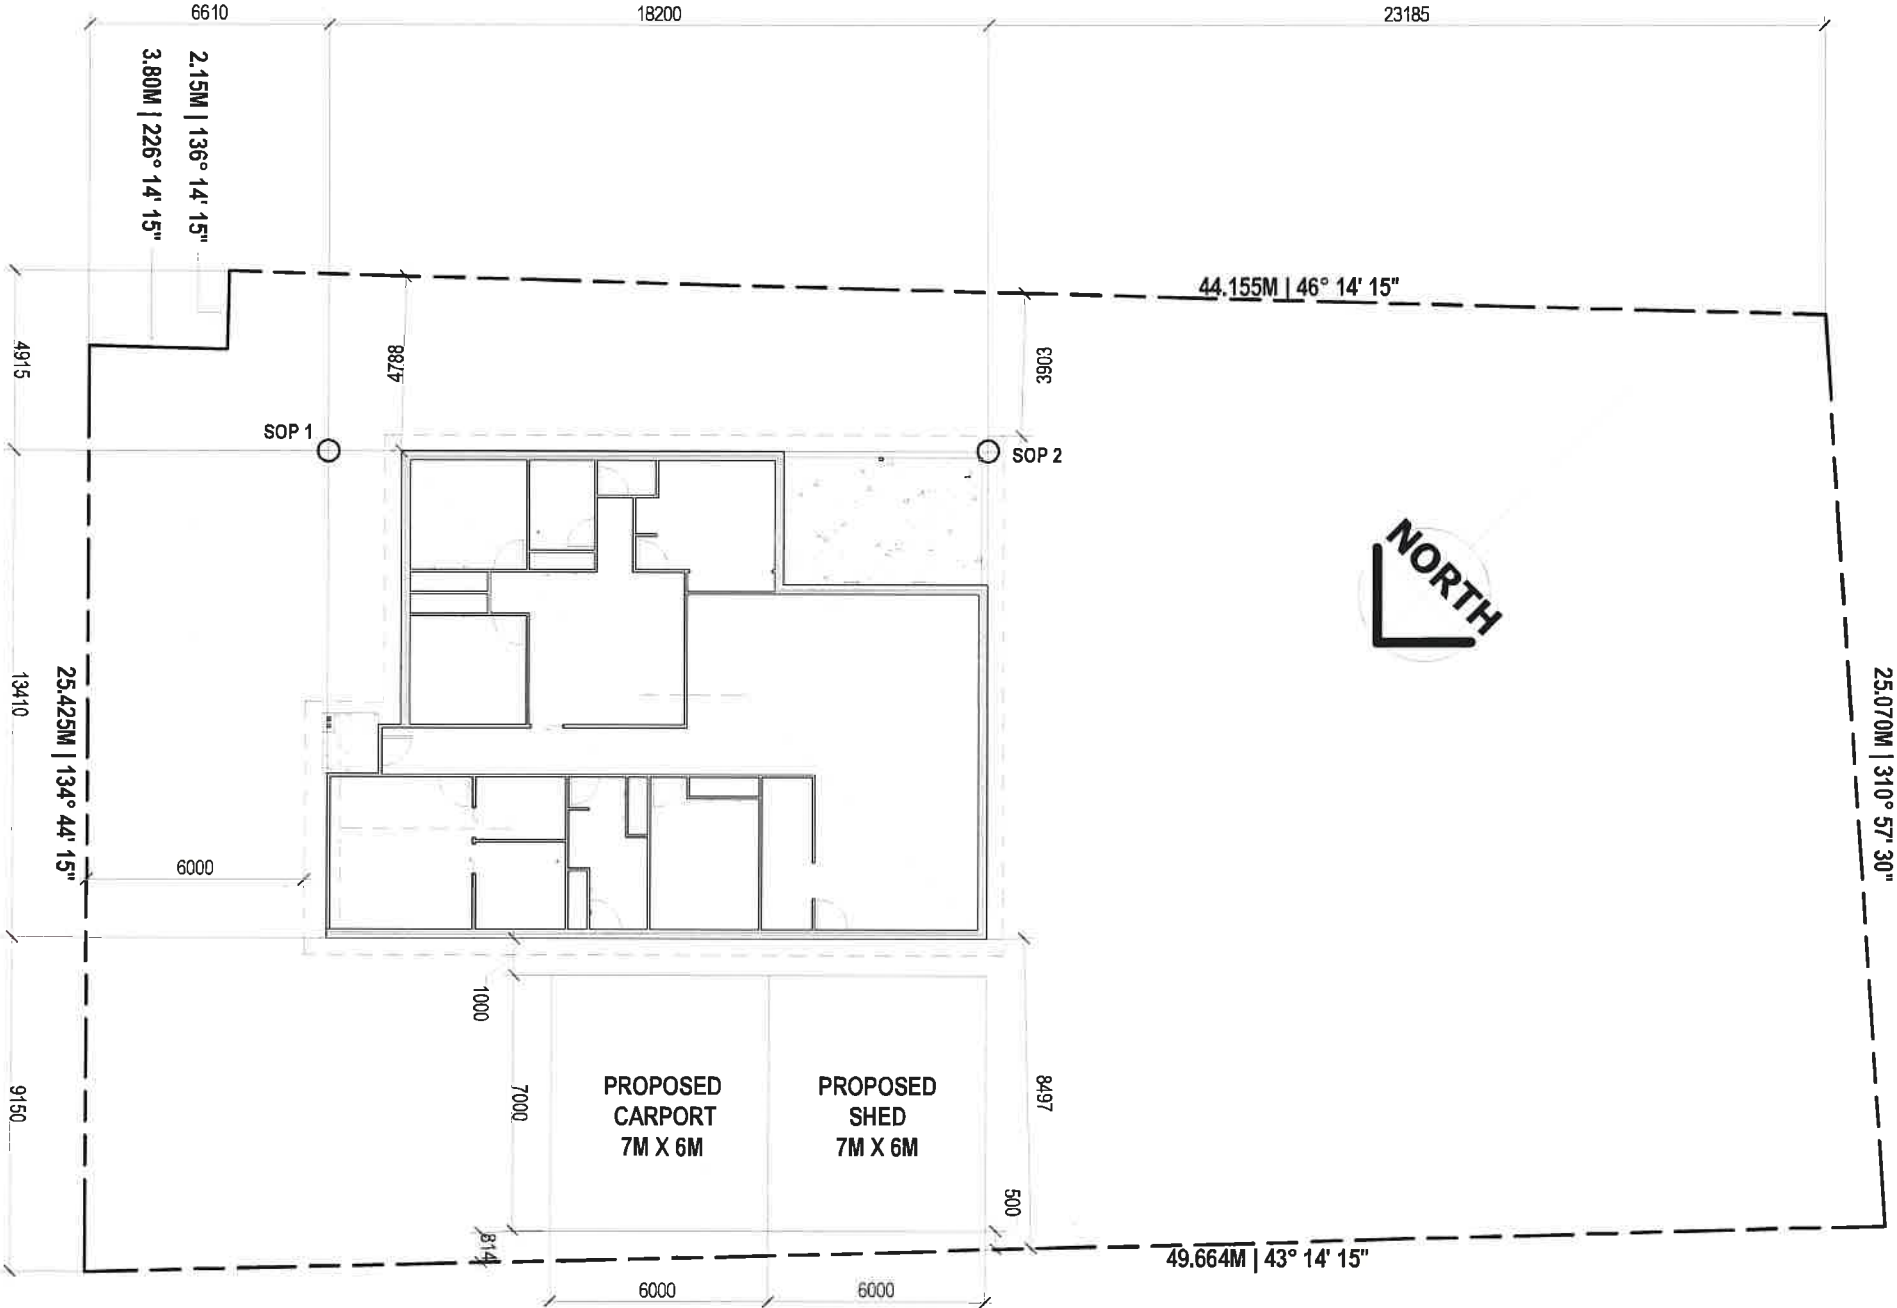 6610
18200
23185
2.15M | 136° 14' 15"
3.80M | 226° 14' 15"
44.155M | 46° 14' 15"
4915
4788
3903
SOP 1
SOP 2
NORTH
13410
25.425M | 134° 44' 15"
25.070M | 310° 57' 30"
6000
1000
7000
PROPOSED
CARPORT
7M X 6M
PROPOSED
SHED
7M X 6M
8497
9150
500
814
49.664M | 43° 14' 15"
6000
6000